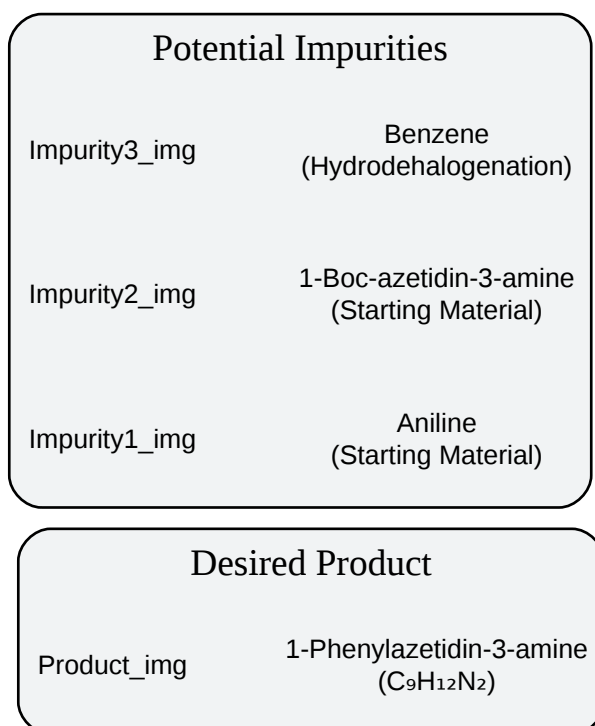 Potential Impurities
Impurity3_img
Benzene
(Hydrodehalogenation)
Impurity2_img
1-Boc-azetidin-3-amine
(Starting Material)
Impurity1_img
Aniline
(Starting Material)
Desired Product
Product_img
1-Phenylazetidin-3-amine
(C₉H₁₂N₂)